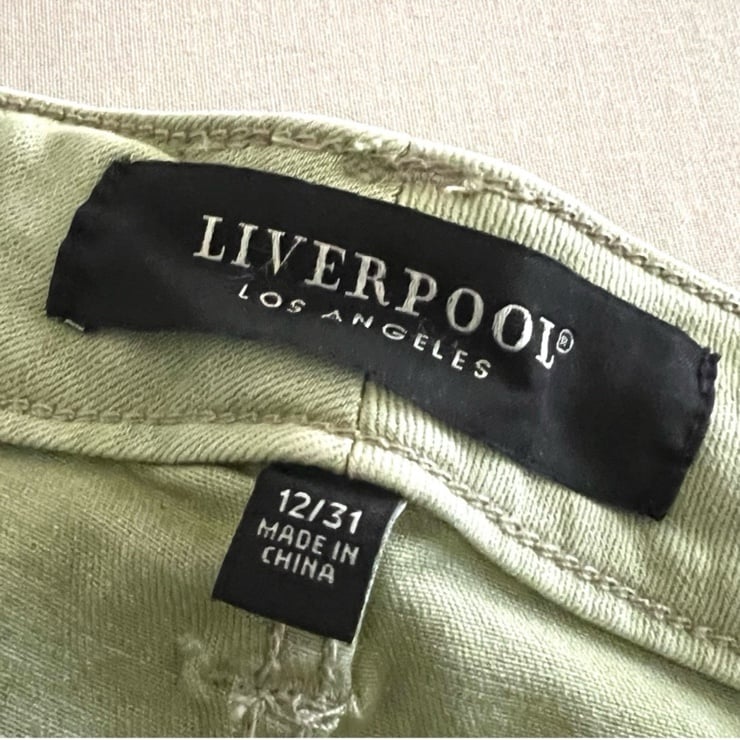 LIVERPOOL®
LOS ANGELES
12/31
MADE IN
CHINA